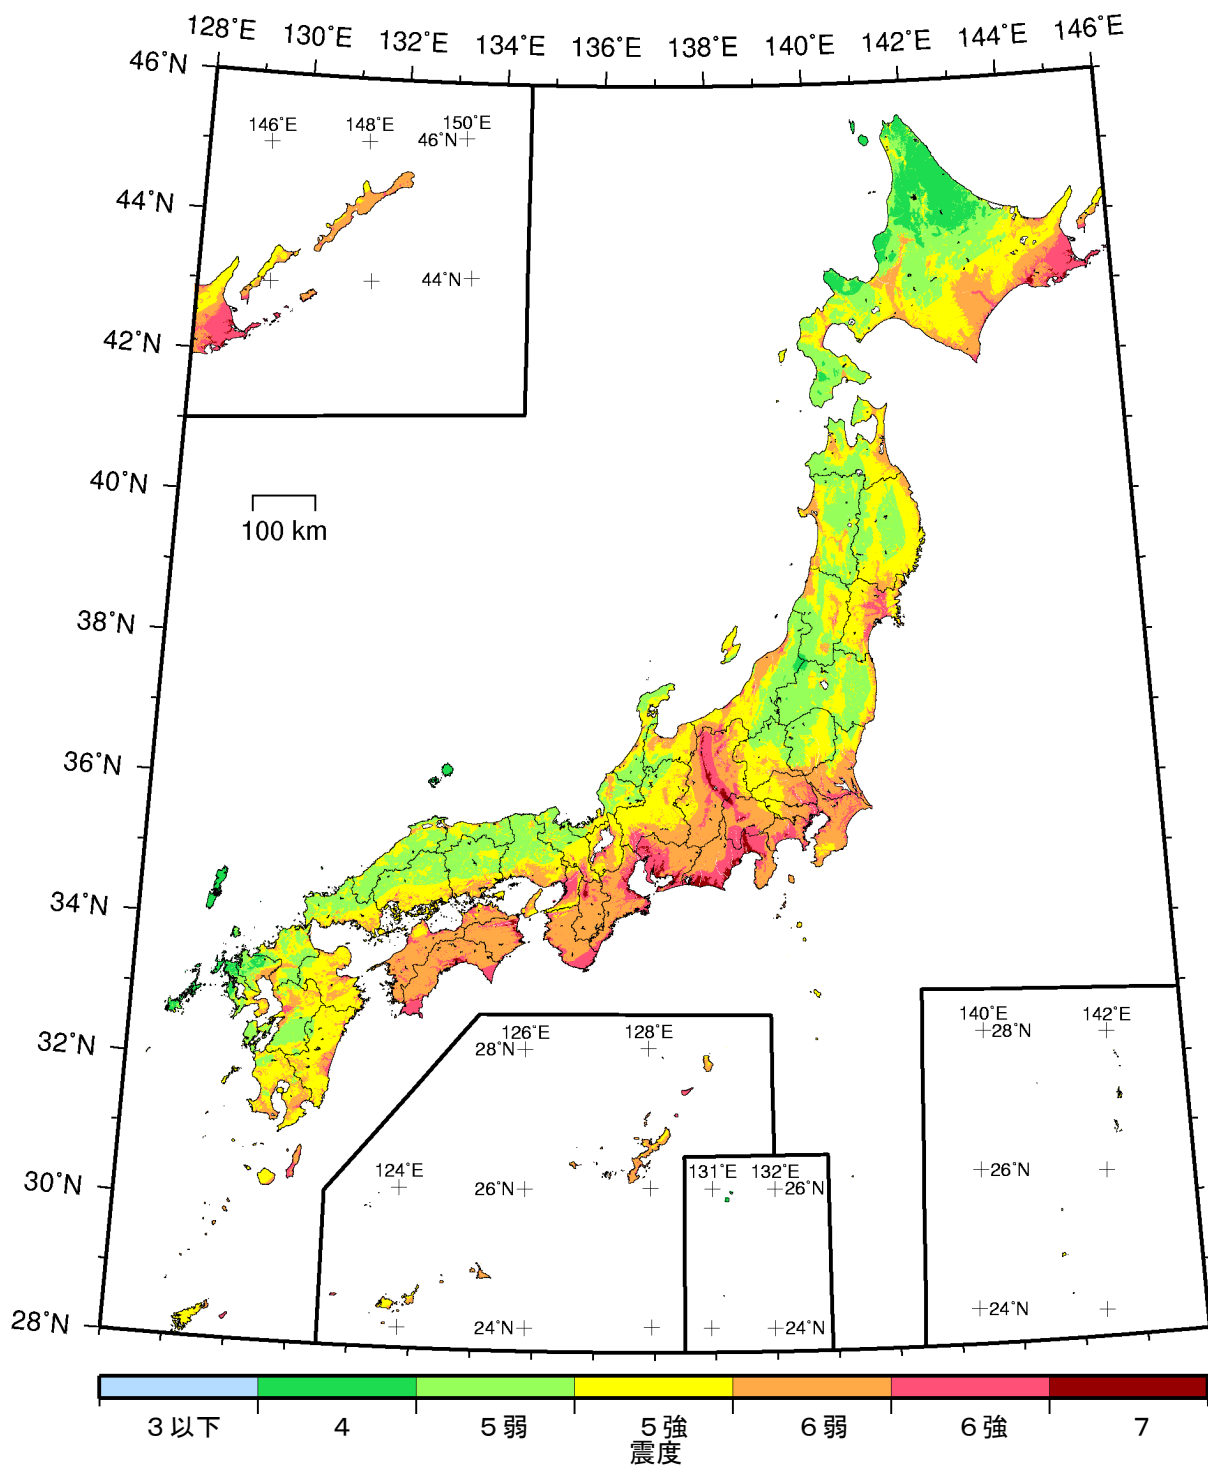 128°E 130°E 132°E 134°E 136°E 138°E 140°E 142°E 144°E 146°E
46°N
146°E 148°E 150°E
46°N
44°N
44°N
42°N
40°N
100 km
38°N
36°N
34°N
32°N
126°E 128°E
28°N
140°E 142°E
28°N
30°N
124°E
26°N
131°E 132°E
26°N
26°N
28°N
24°N
24°N
24°N
3以下 4 5弱 5強 6弱 6強 7
震度